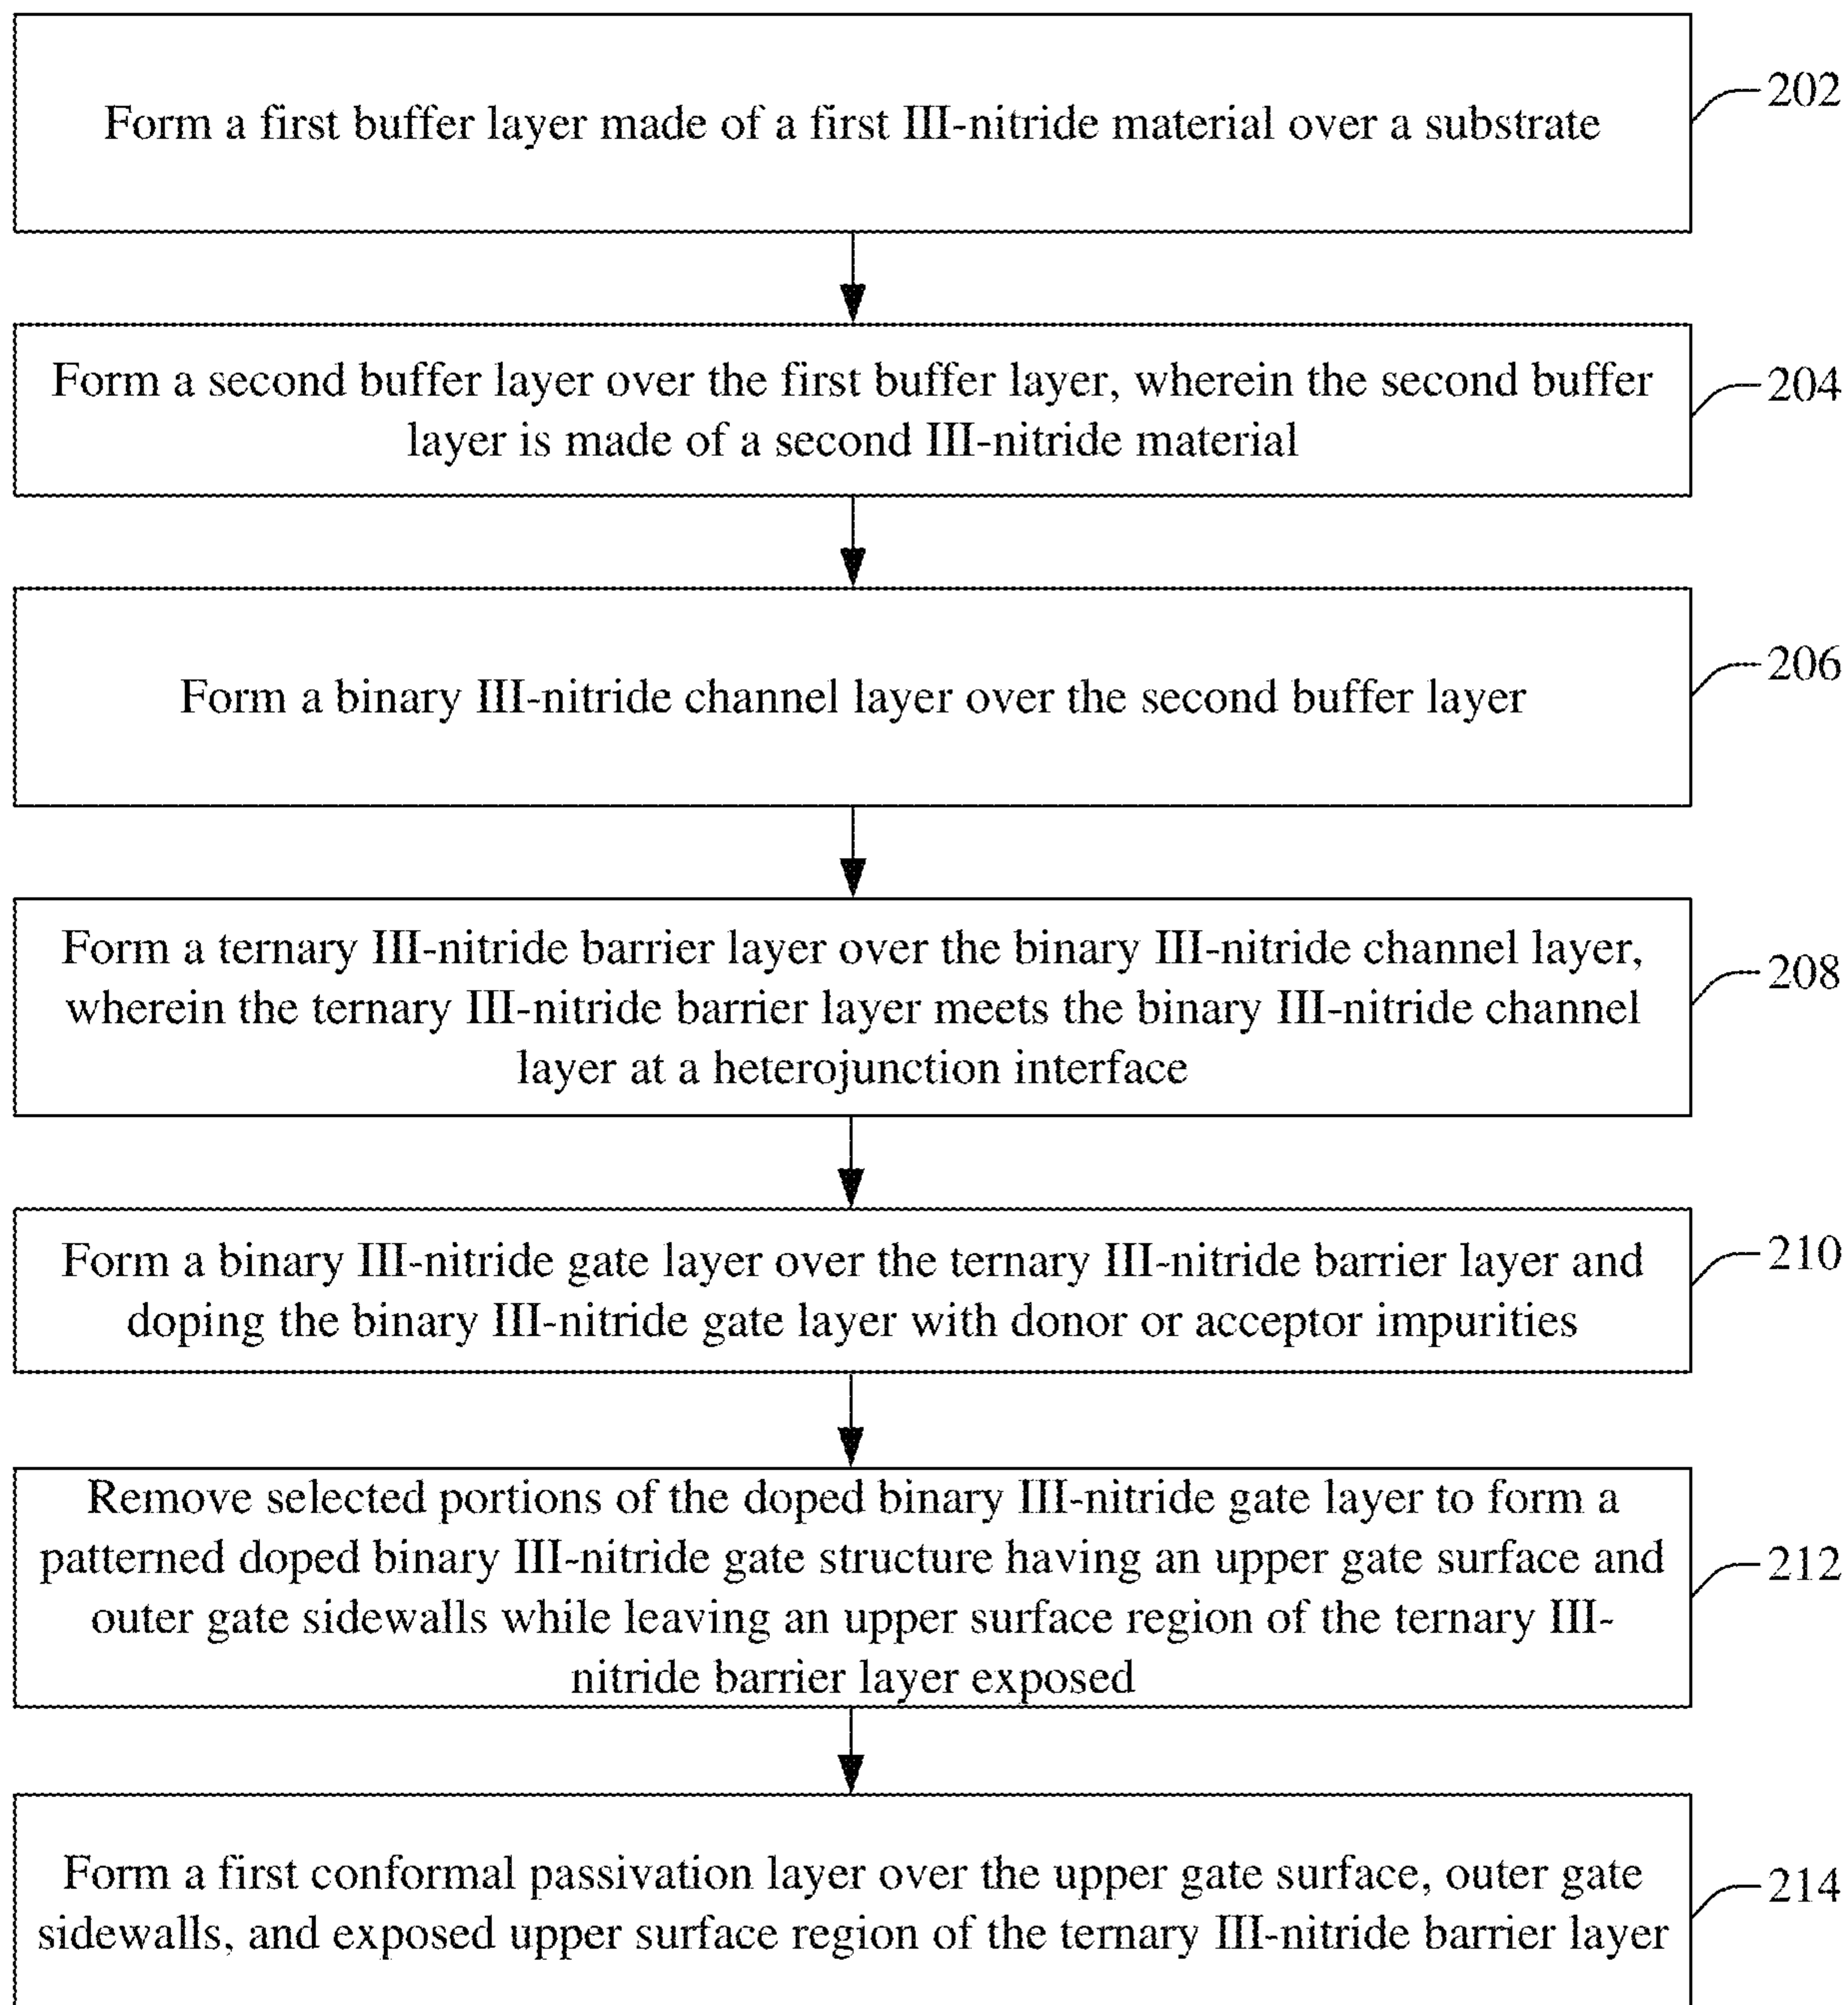 Form a first buffer layer made of a first III-nitride material over a substrate
202
Form a second buffer layer over the first buffer layer, wherein the second buffer
layer is made of a second III-nitride material
204
Form a binary III-nitride channel layer over the second buffer layer
206
Form a ternary III-nitride barrier layer over the binary III-nitride channel layer,
wherein the ternary III-nitride barrier layer meets the binary III-nitride channel
layer at a heterojunction interface
208
Form a binary III-nitride gate layer over the ternary III-nitride barrier layer and
doping the binary III-nitride gate layer with donor or acceptor impurities
210
Remove selected portions of the doped binary III-nitride gate layer to form a
patterned doped binary III-nitride gate structure having an upper gate surface and
outer gate sidewalls while leaving an upper surface region of the ternary III-
nitride barrier layer exposed
212
Form a first conformal passivation layer over the upper gate surface, outer gate
sidewalls, and exposed upper surface region of the ternary III-nitride barrier layer
214